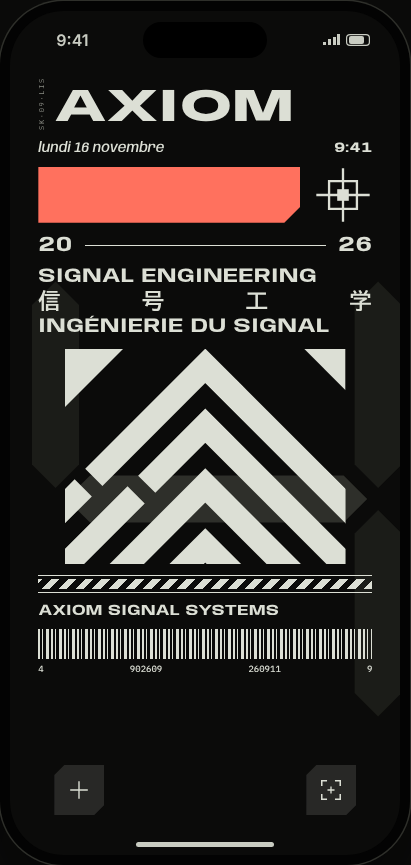 9:41
SK-09-LIS
AXIOM
lundi 16 novembre 9:41
20 26
SIGNAL ENGINEERING
信 号 工 学
INGÉNIERIE DU SIGNAL
AXIOM SIGNAL SYSTEMS
4 902609 260911 9